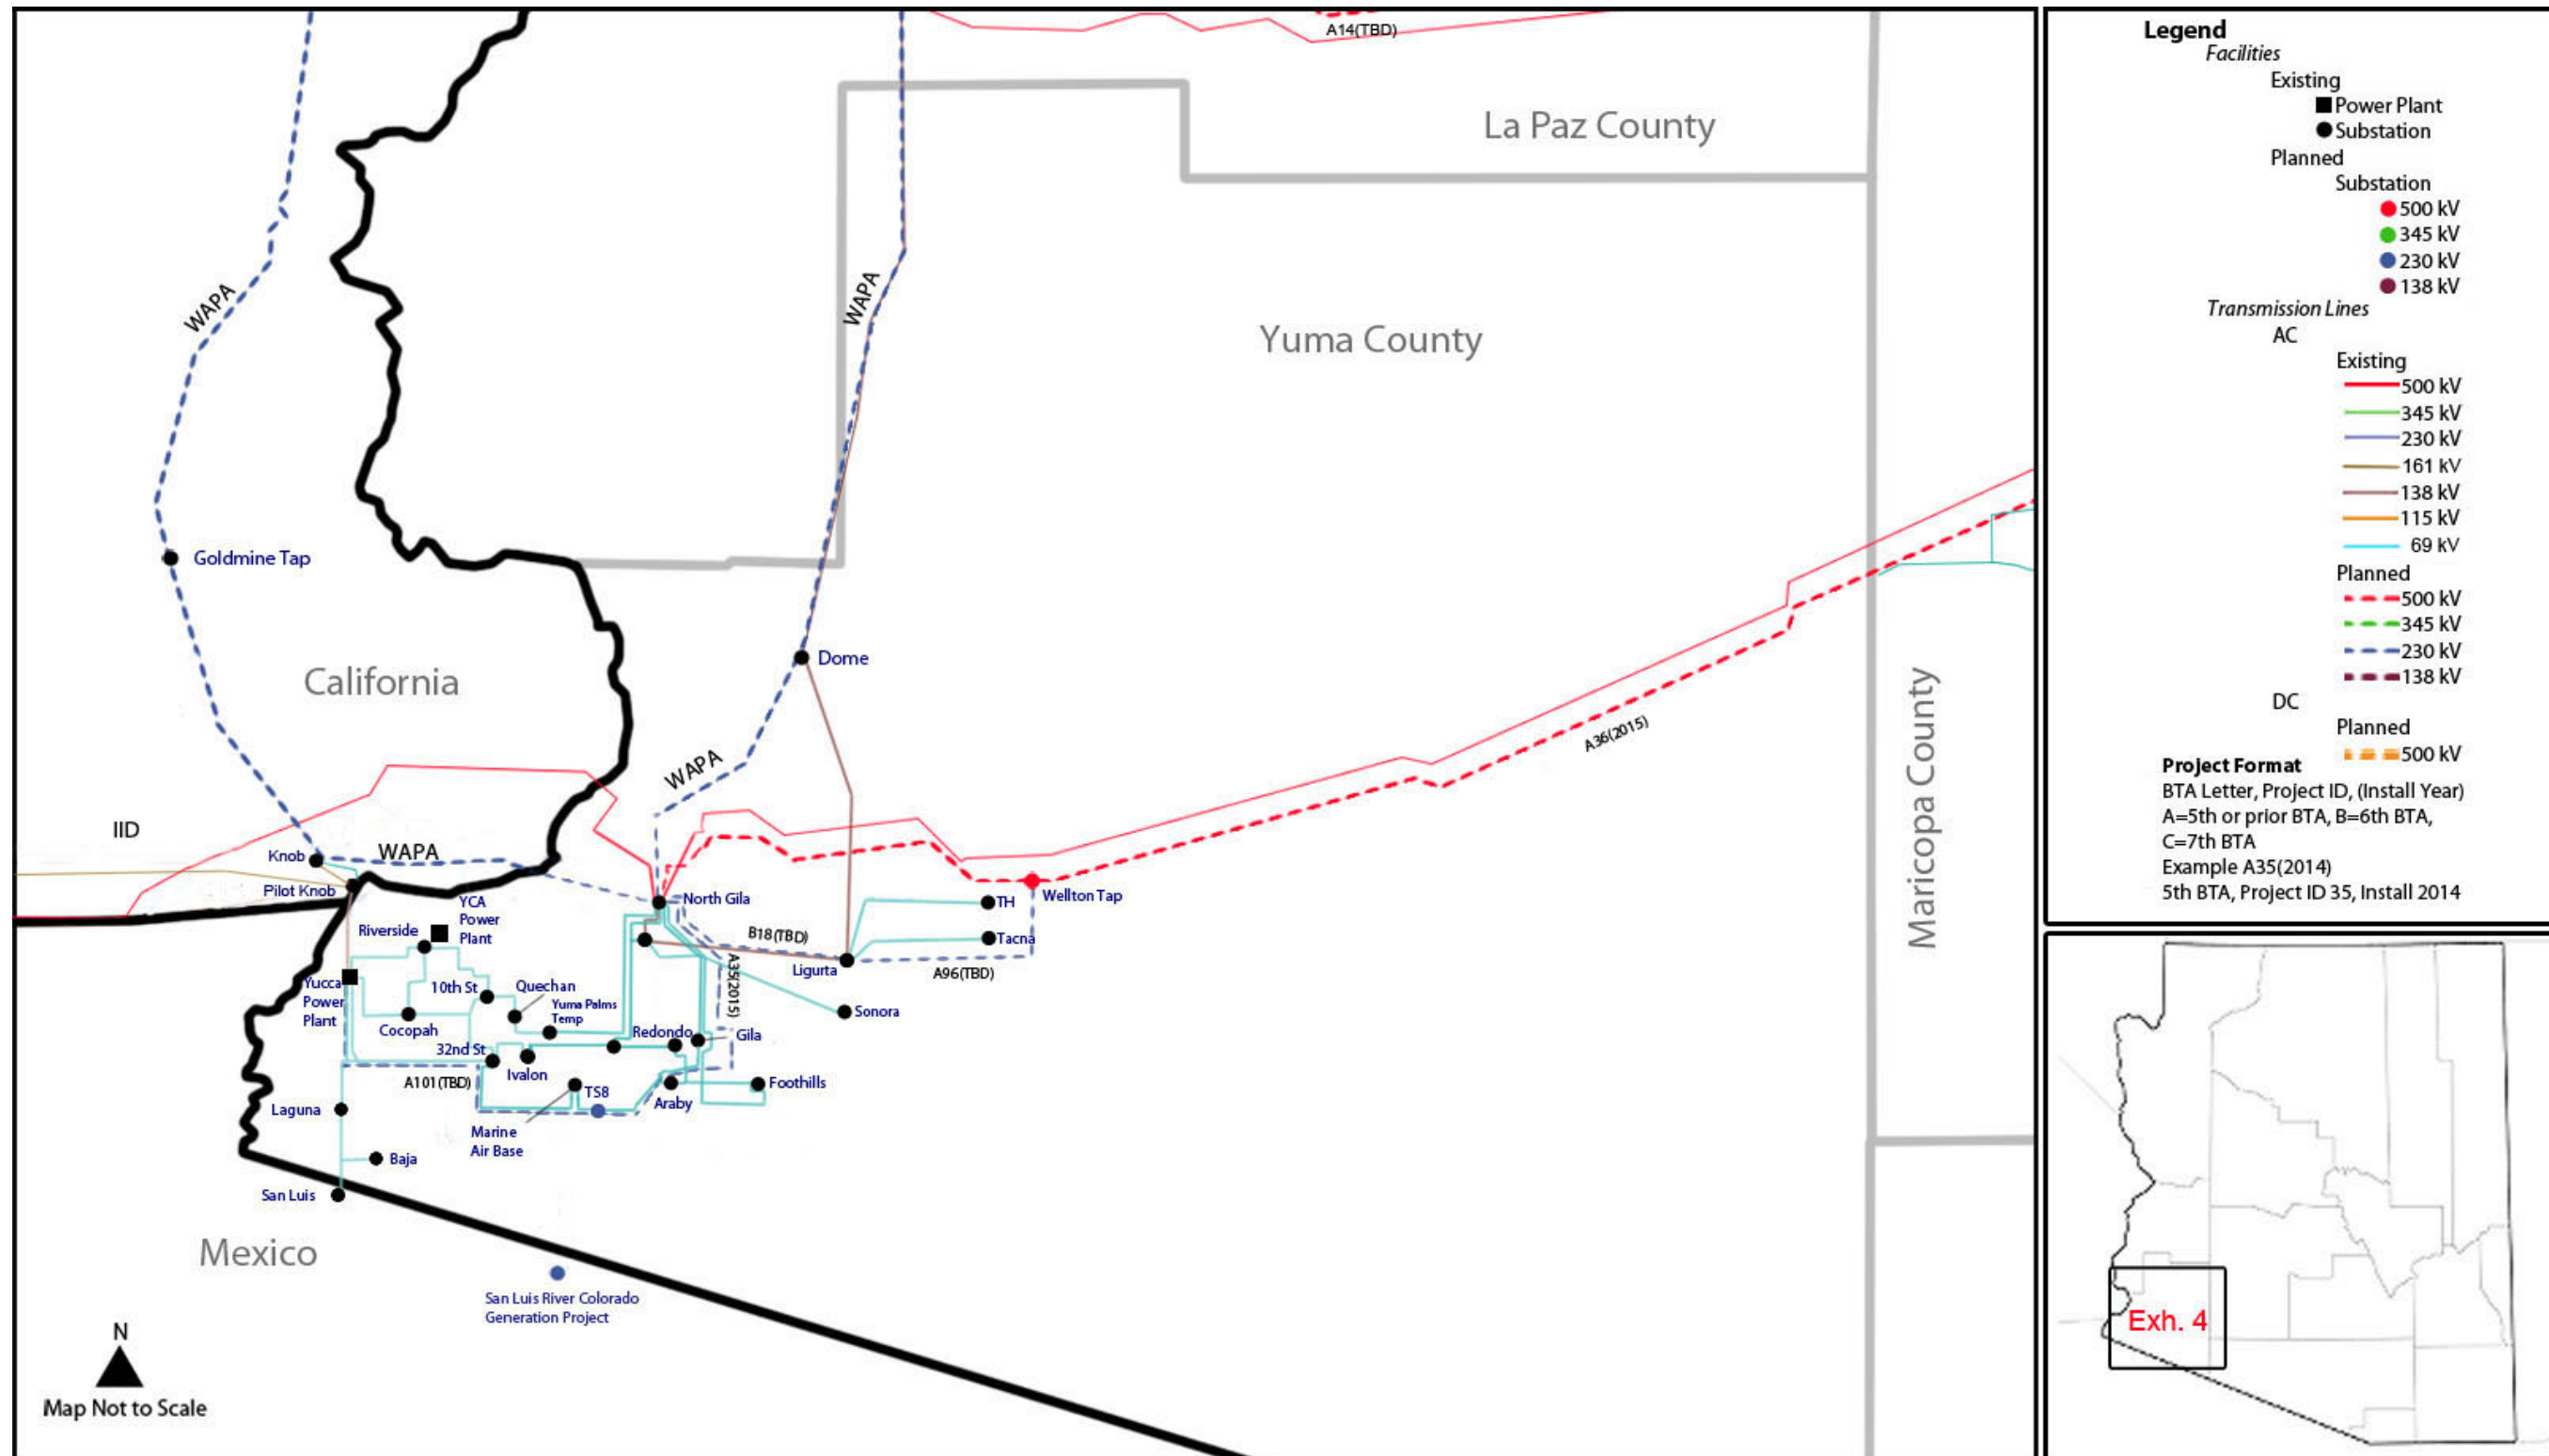 A14(TBD)
La Paz County
Yuma County
WAPA
WAPA
Goldmine Tap
California
Dome
WAPA
A36(2015)
Maricopa County
IID
Knob
WAPA
Pilot Knob
North Gila
Wellton Tap
TH
YCA
Power
Plant
Riverside
B18(TBD)
Tacna
Ligurta
A96(TBD)
A35(2015)
Yucca
Power
Plant
10th St
Quechan
Yuma Palms
Temp
Sonora
Cocopah
Redondo
Gila
32nd St
Ivalon
A101(TBD)
TS8
Foothills
Araby
Laguna
Marine
Air Base
Baja
San Luis
Mexico
San Luis River Colorado
Generation Project
N
Map Not to Scale
Legend
Facilities
Existing
Power Plant
Substation
Planned
Substation
500 kV
345 kV
230 kV
138 kV
Transmission Lines
AC
Existing
500 kV
345 kV
230 kV
161 kV
138 kV
115 kV
69 kV
Planned
500 kV
345 kV
230 kV
138 kV
DC
Planned
500 kV
Project Format
BTA Letter, Project ID, (Install Year)
A=5th or prior BTA, B=6th BTA,
C=7th BTA
Example A35(2014)
5th BTA, Project ID 35, Install 2014
Exh. 4